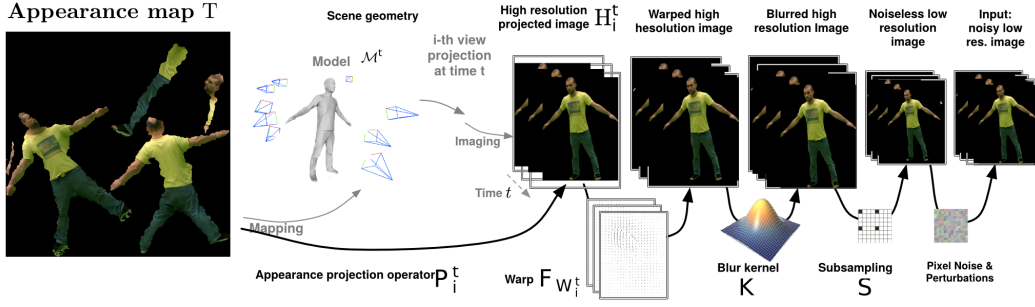 Appearance map T
Scene geometry
Model M^t
i-th view
projection
at time t
Imaging
Mapping
Appearance projection operator P_i^t
High resolution
projected image H_i^t
Time t
Warp F_{W_i^t}
Warped high
hesolution image
Blur kernel
K
Blurred high
resolution Image
Subsampling
S
Noiseless low
resolution
image
Pixel Noise &
Perturbations
Input:
noisy low
res. image